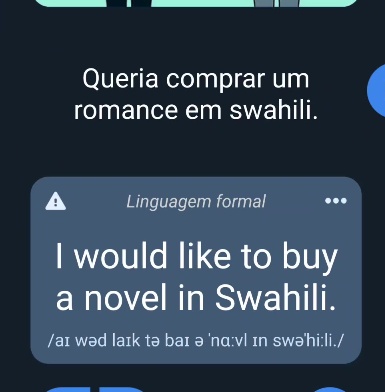 Queria comprar um
romance em swahili.
Linguagem formal
I would like to buy
a novel in Swahili.
/aɪ wəd laɪk tə baɪ ə ˈnɑːvl ɪn swəˈhiːli./